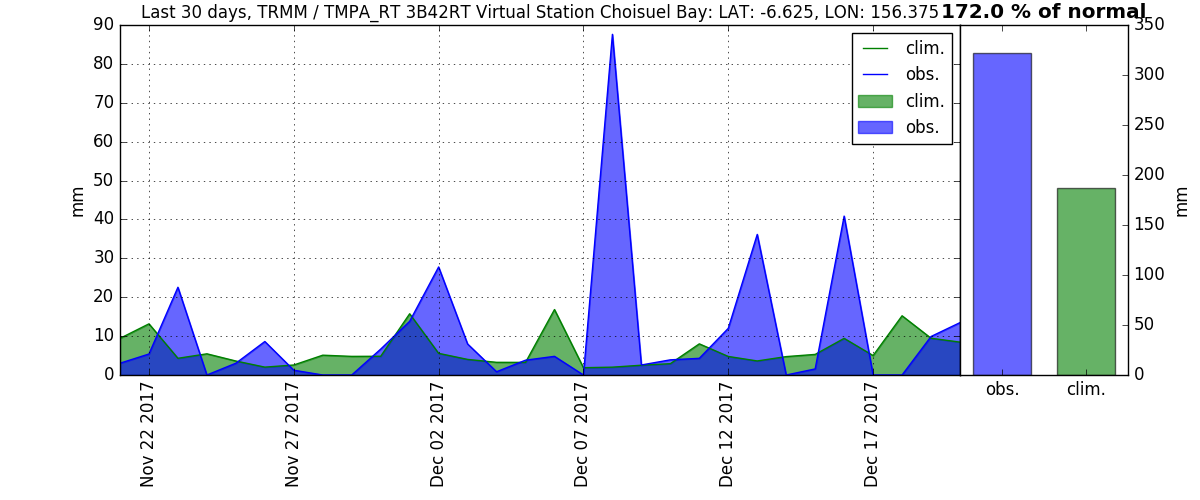 Last 30 days, TRMM / TMPA_RT 3B42RT Virtual Station Choisuel Bay: LAT: -6.625, LON: 156.375
172.0 % of normal
90
80
70
60
50
40
30
20
10
0
mm
clim.
obs.
clim.
obs.
Nov 22 2017
Nov 27 2017
Dec 02 2017
Dec 07 2017
Dec 12 2017
Dec 17 2017
350
300
250
200
150
100
50
0
mm
obs.
clim.